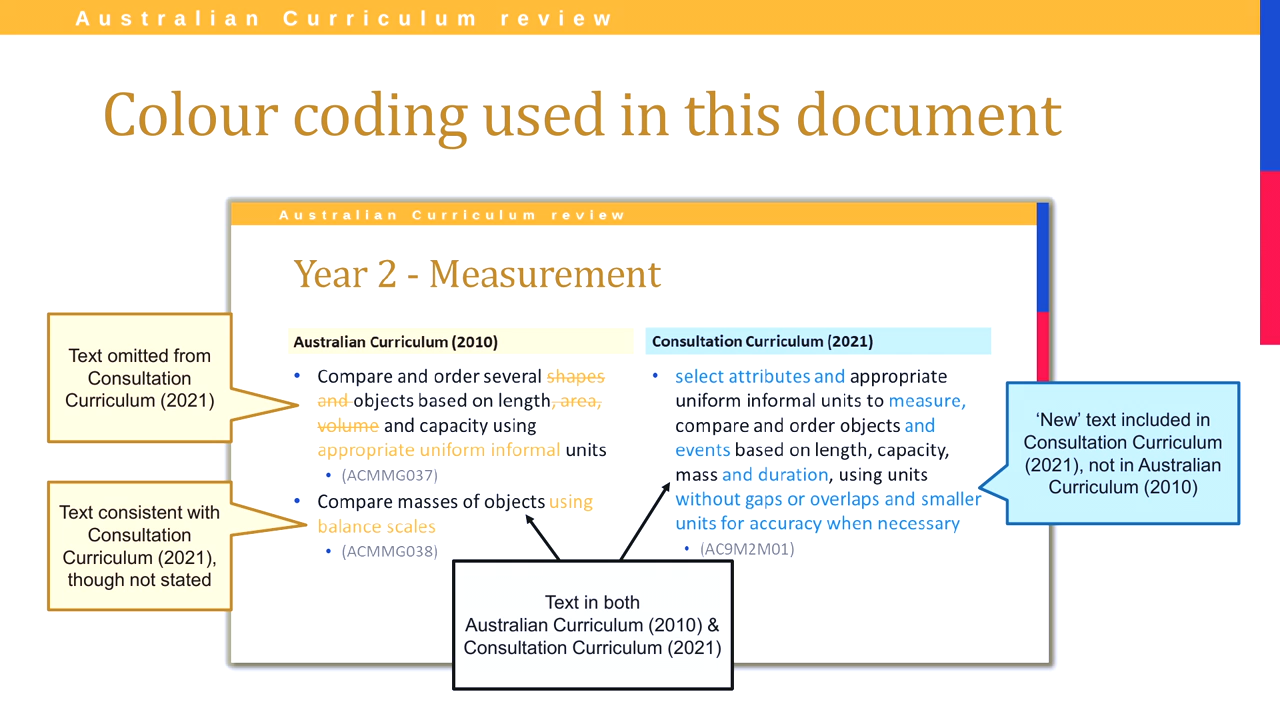 Australian Curriculum review
Colour coding used in this document
Australian Curriculum review
Year 2 - Measurement
Text omitted from
Consultation
Curriculum (2021)
Text consistent with
Consultation
Curriculum (2021),
though not stated
Australian Curriculum (2010)
• Compare and order several shapes
and objects based on length, area,
volume and capacity using
appropriate uniform informal units
• (ACMMG037)
• Compare masses of objects using
balance scales
• (ACMMG038)
Consultation Curriculum (2021)
• select attributes and appropriate
uniform informal units to measure,
compare and order objects and
events based on length, capacity,
mass and duration, using units
without gaps or overlaps and smaller
units for accuracy when necessary
• (AC9M2M01)
‘New’ text included in
Consultation Curriculum
(2021), not in Australian
Curriculum (2010)
Text in both
Australian Curriculum (2010) &
Consultation Curriculum (2021)